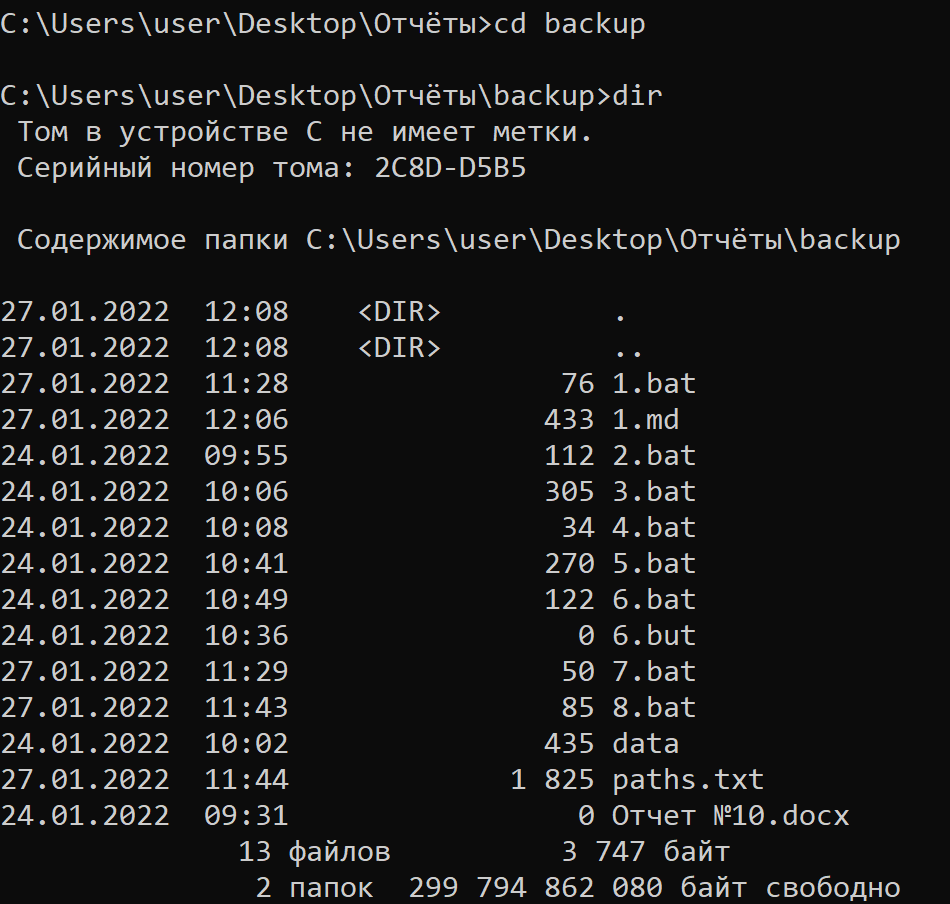 C:\Users\user\Desktop\Отчёты>cd backup
C:\Users\user\Desktop\Отчёты\backup>dir
Том в устройстве C не имеет метки.
Серийный номер тома: 2C8D-D5B5
Содержимое папки C:\Users\user\Desktop\Отчёты\backup
27.01.2022  12:08    <DIR>          .
27.01.2022  12:08    <DIR>          ..
27.01.2022  11:28                76 1.bat
27.01.2022  12:06               433 1.md
24.01.2022  09:55               112 2.bat
24.01.2022  10:06               305 3.bat
24.01.2022  10:08                34 4.bat
24.01.2022  10:41               270 5.bat
24.01.2022  10:49               122 6.bat
24.01.2022  10:36                 0 6.but
27.01.2022  11:29                50 7.bat
27.01.2022  11:43                85 8.bat
24.01.2022  10:02               435 data
27.01.2022  11:44             1 825 paths.txt
24.01.2022  09:31                 0 Отчет №10.docx
13 файлов          3 747 байт
2 папок  299 794 862 080 байт свободно